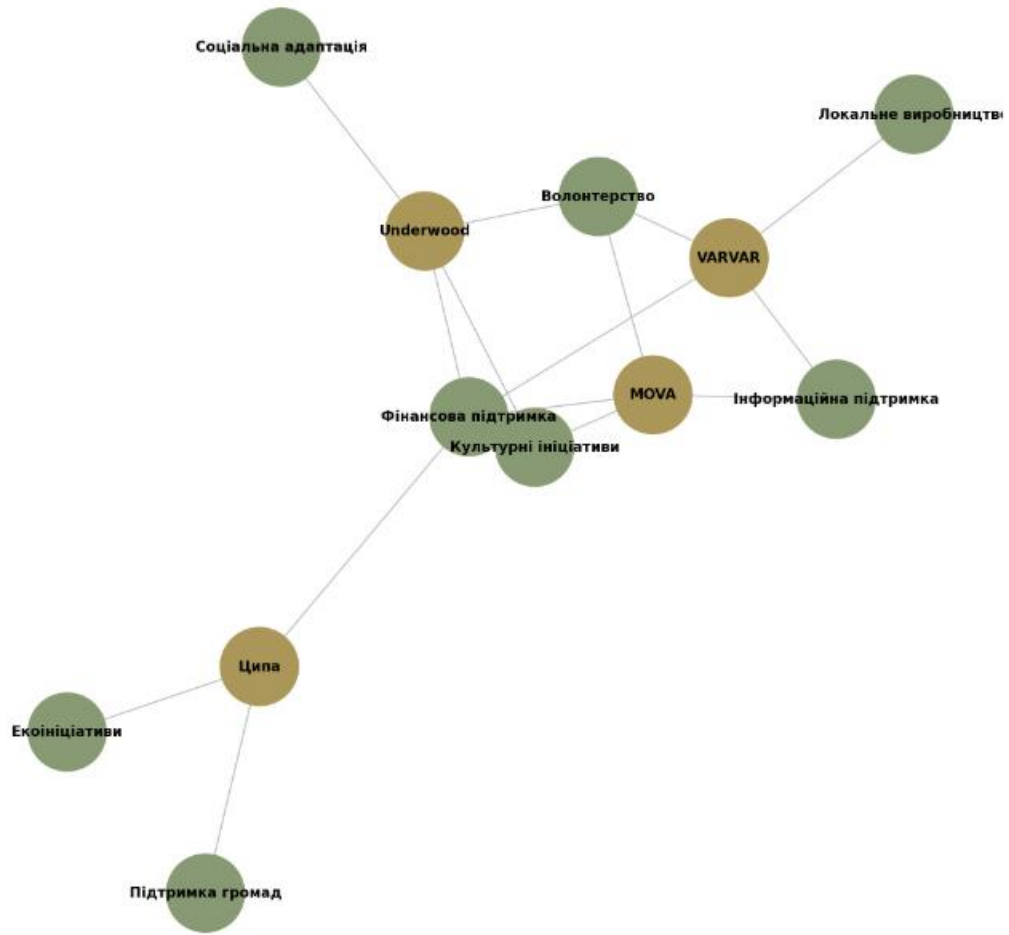 Соціальна адаптація
Локальне виробництв
Волонтерство
Underwood
VARVAR
MOVA
Інформаційна підтримка
Фінансова підтримка
Культурні ініціативи
Ципа
Екоініціативи
Підтримка громад